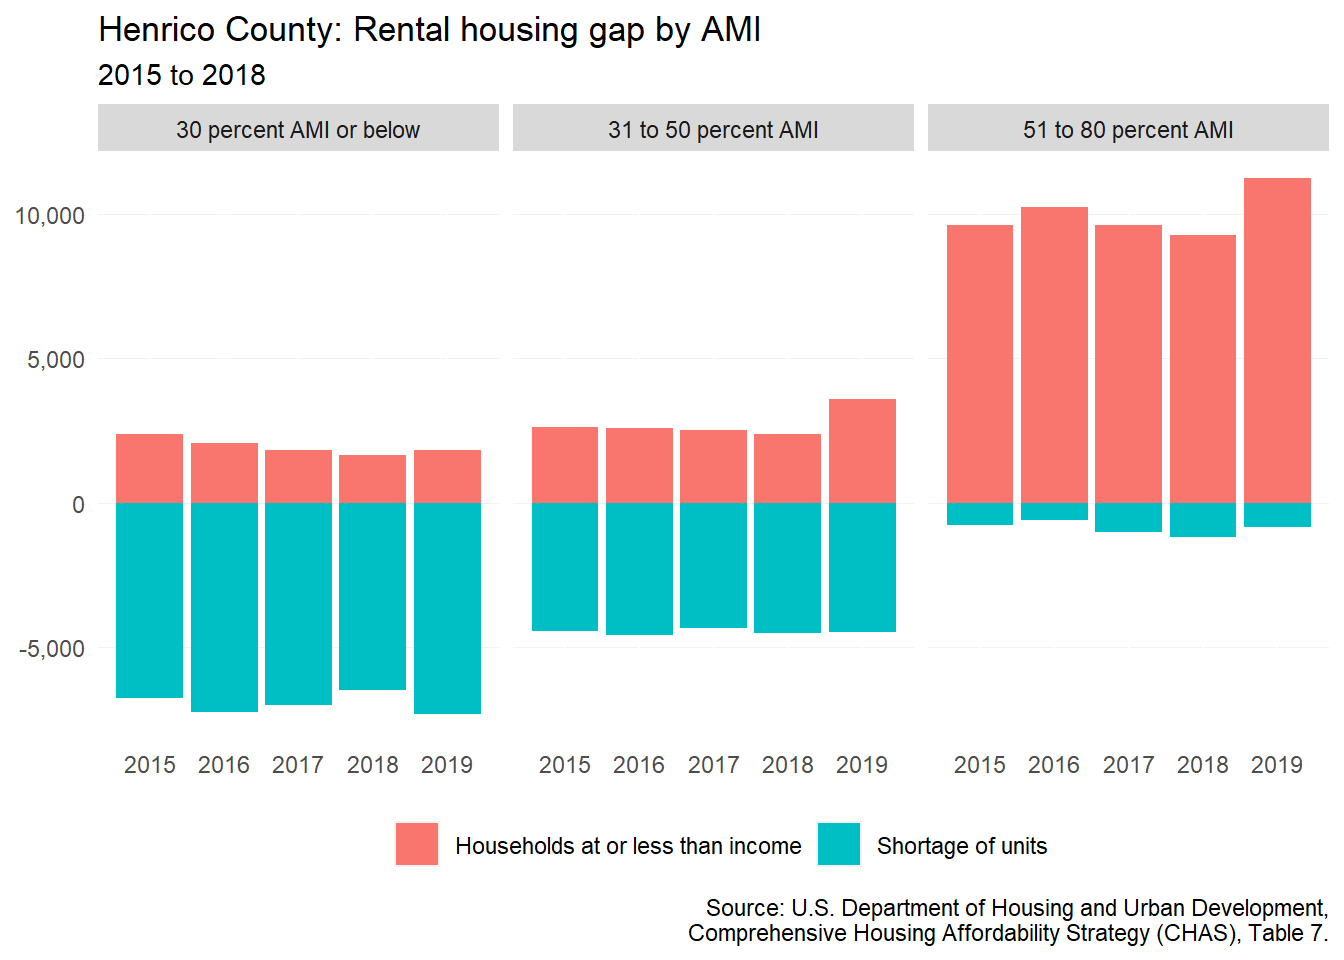 Henrico County: Rental housing gap by AMI
2015 to 2018
30 percent AMI or below
31 to 50 percent AMI
51 to 80 percent AMI
10,000
5,000
0
-5,000
2015 2016 2017 2018 2019
2015 2016 2017 2018 2019
2015 2016 2017 2018 2019
Households at or less than income
Shortage of units
Source: U.S. Department of Housing and Urban Development,
Comprehensive Housing Affordability Strategy (CHAS), Table 7.